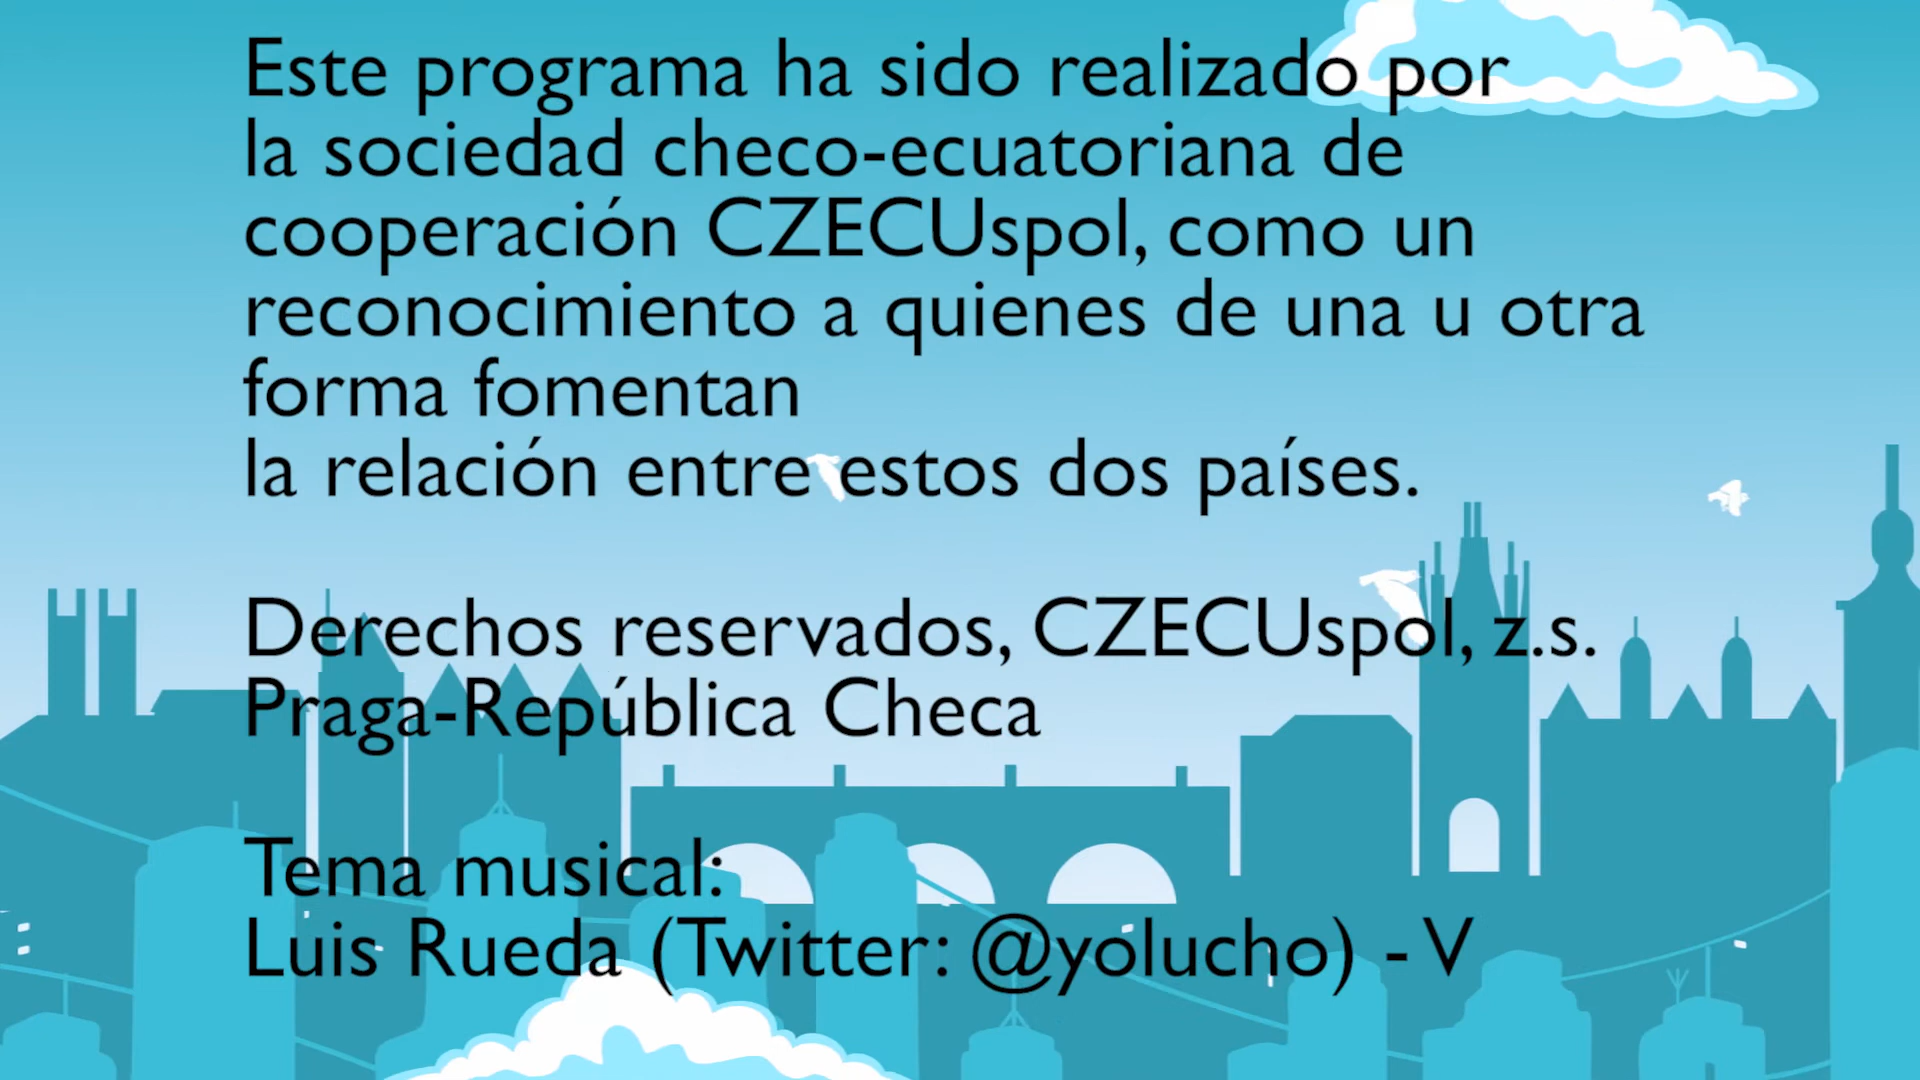 Este programa ha sido realizado por
la sociedad checo-ecuatoriana de
cooperación CZECUspol, como un
reconocimiento a quienes de una u otra
forma fomentan
la relación entre estos dos países.
Derechos reservados, CZECUspol, z.s.
Praga-República Checa
Tema musical:
Luis Rueda (Twitter: @yolucho) - V